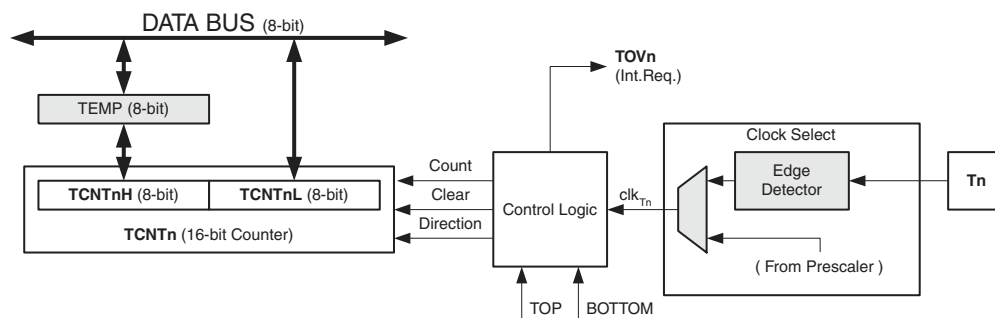 DATA BUS (8-bit)
TOVn
(Int.Req.)
TEMP (8-bit)
Clock Select
Count
Edge
Detector
Tn
TCNTnH (8-bit)
TCNTnL (8-bit)
Clear
Control Logic
clkTn
TCNTn (16-bit Counter)
Direction
( From Prescaler )
TOP
BOTTOM